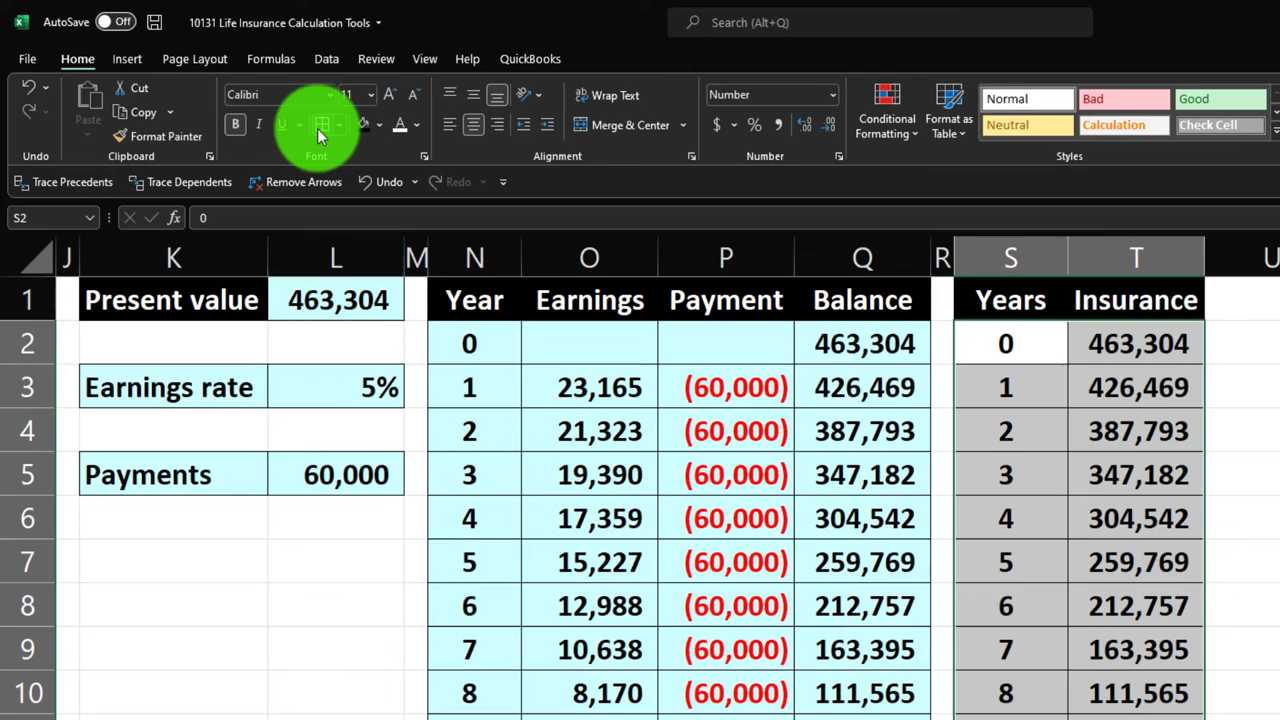 AutoSave Off 10131 Life Insurance Calculation Tools Search (Alt+Q)
File Home Insert Page Layout Formulas Data Review View Help QuickBooks
Paste Cut Copy Format Painter
Calibri 11
B I U A
Wrap Text
Merge & Center
Number
$ % ,
Conditional Formatting
Format as Table
Normal Bad Good
Neutral Calculation Check Cell
Undo Clipboard Font Alignment Number Styles
Trace Precedents Trace Dependents Remove Arrows Undo Redo
S2 fx 0
J K L M N O P Q R S T U
1 Present value 463,304 Year Earnings Payment Balance Years Insurance
2 0 463,304 0 463,304
3 Earnings rate 5% 1 23,165 (60,000) 426,469 1 426,469
4 2 21,323 (60,000) 387,793 2 387,793
5 Payments 60,000 3 19,390 (60,000) 347,182 3 347,182
6 4 17,359 (60,000) 304,542 4 304,542
7 5 15,227 (60,000) 259,769 5 259,769
8 6 12,988 (60,000) 212,757 6 212,757
9 7 10,638 (60,000) 163,395 7 163,395
10 8 8,170 (60,000) 111,565 8 111,565